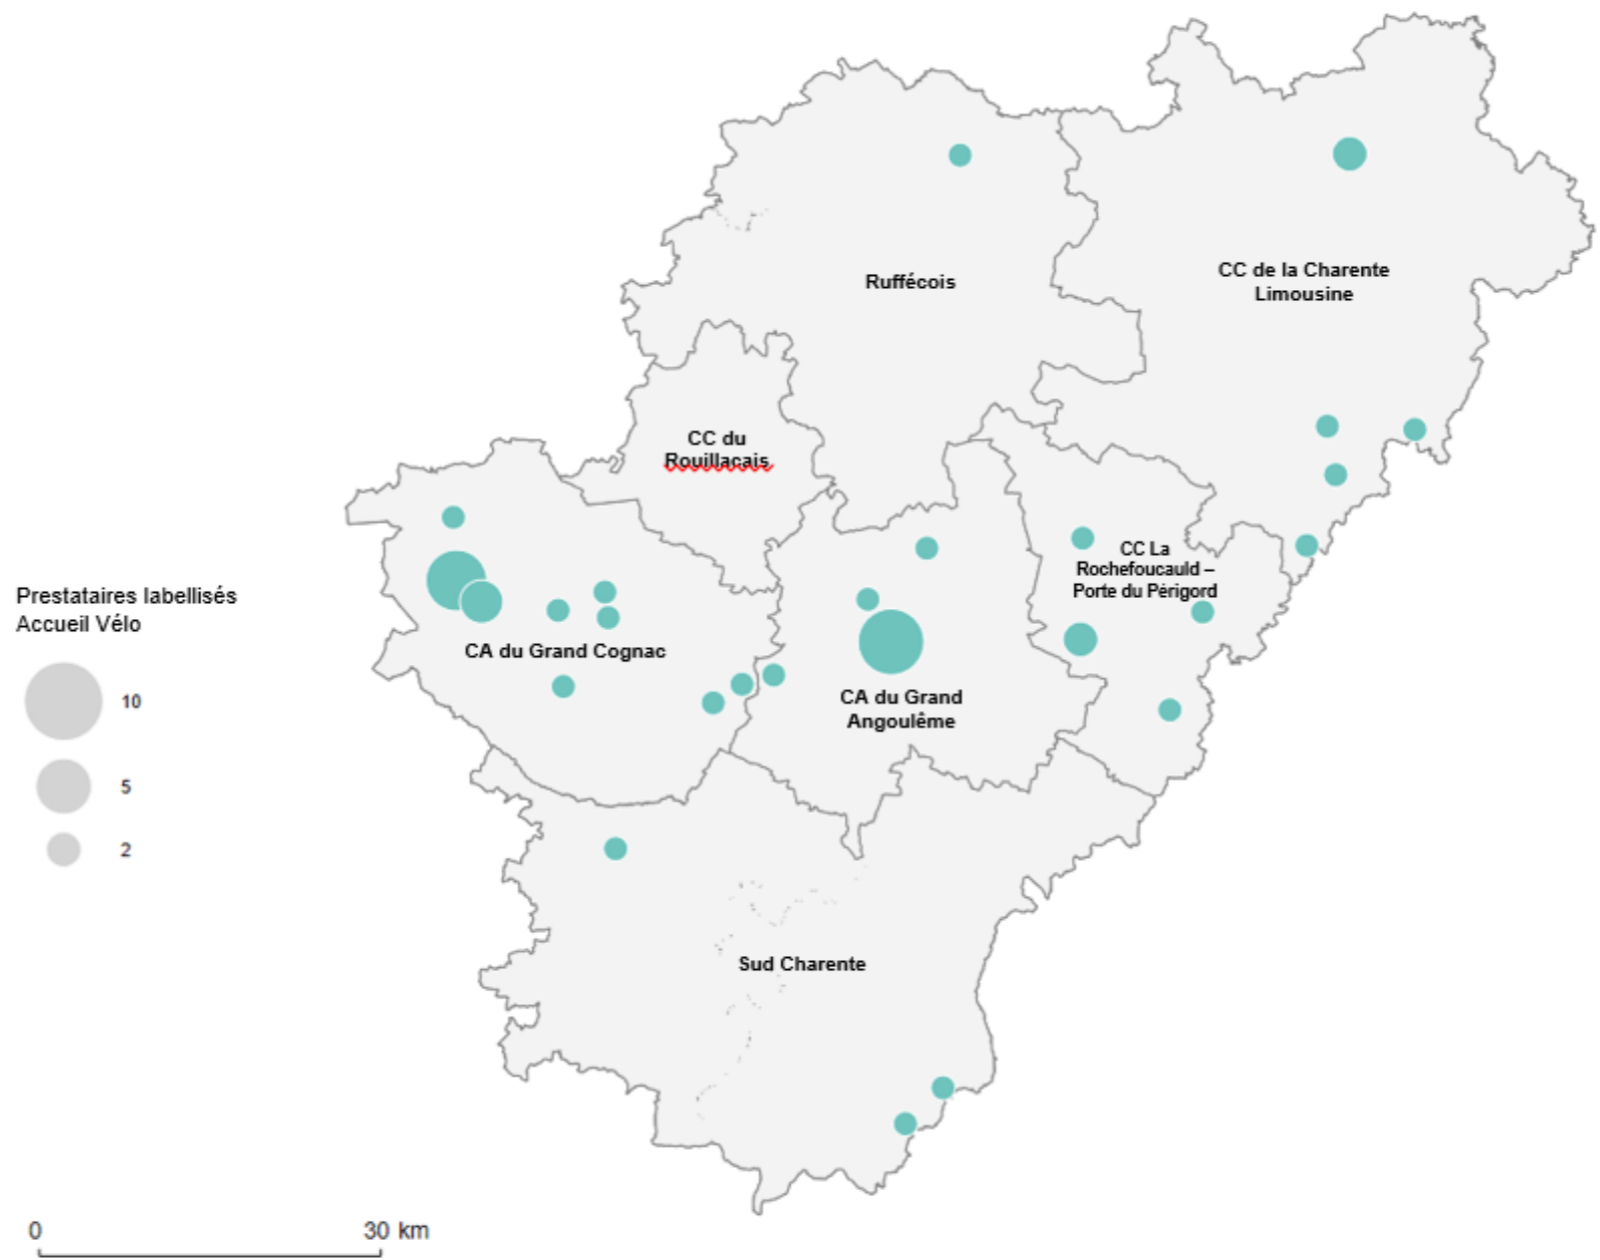 Ruffécois
CC de la Charente
Limousine
CC du
Rouillacais
CC La
Rochefoucauld –
Porte du Périgord
Prestataires labellisés
Accueil Vélo
10
5
2
CA du Grand Cognac
CA du Grand
Angoulême
Sud Charente
0 30 km